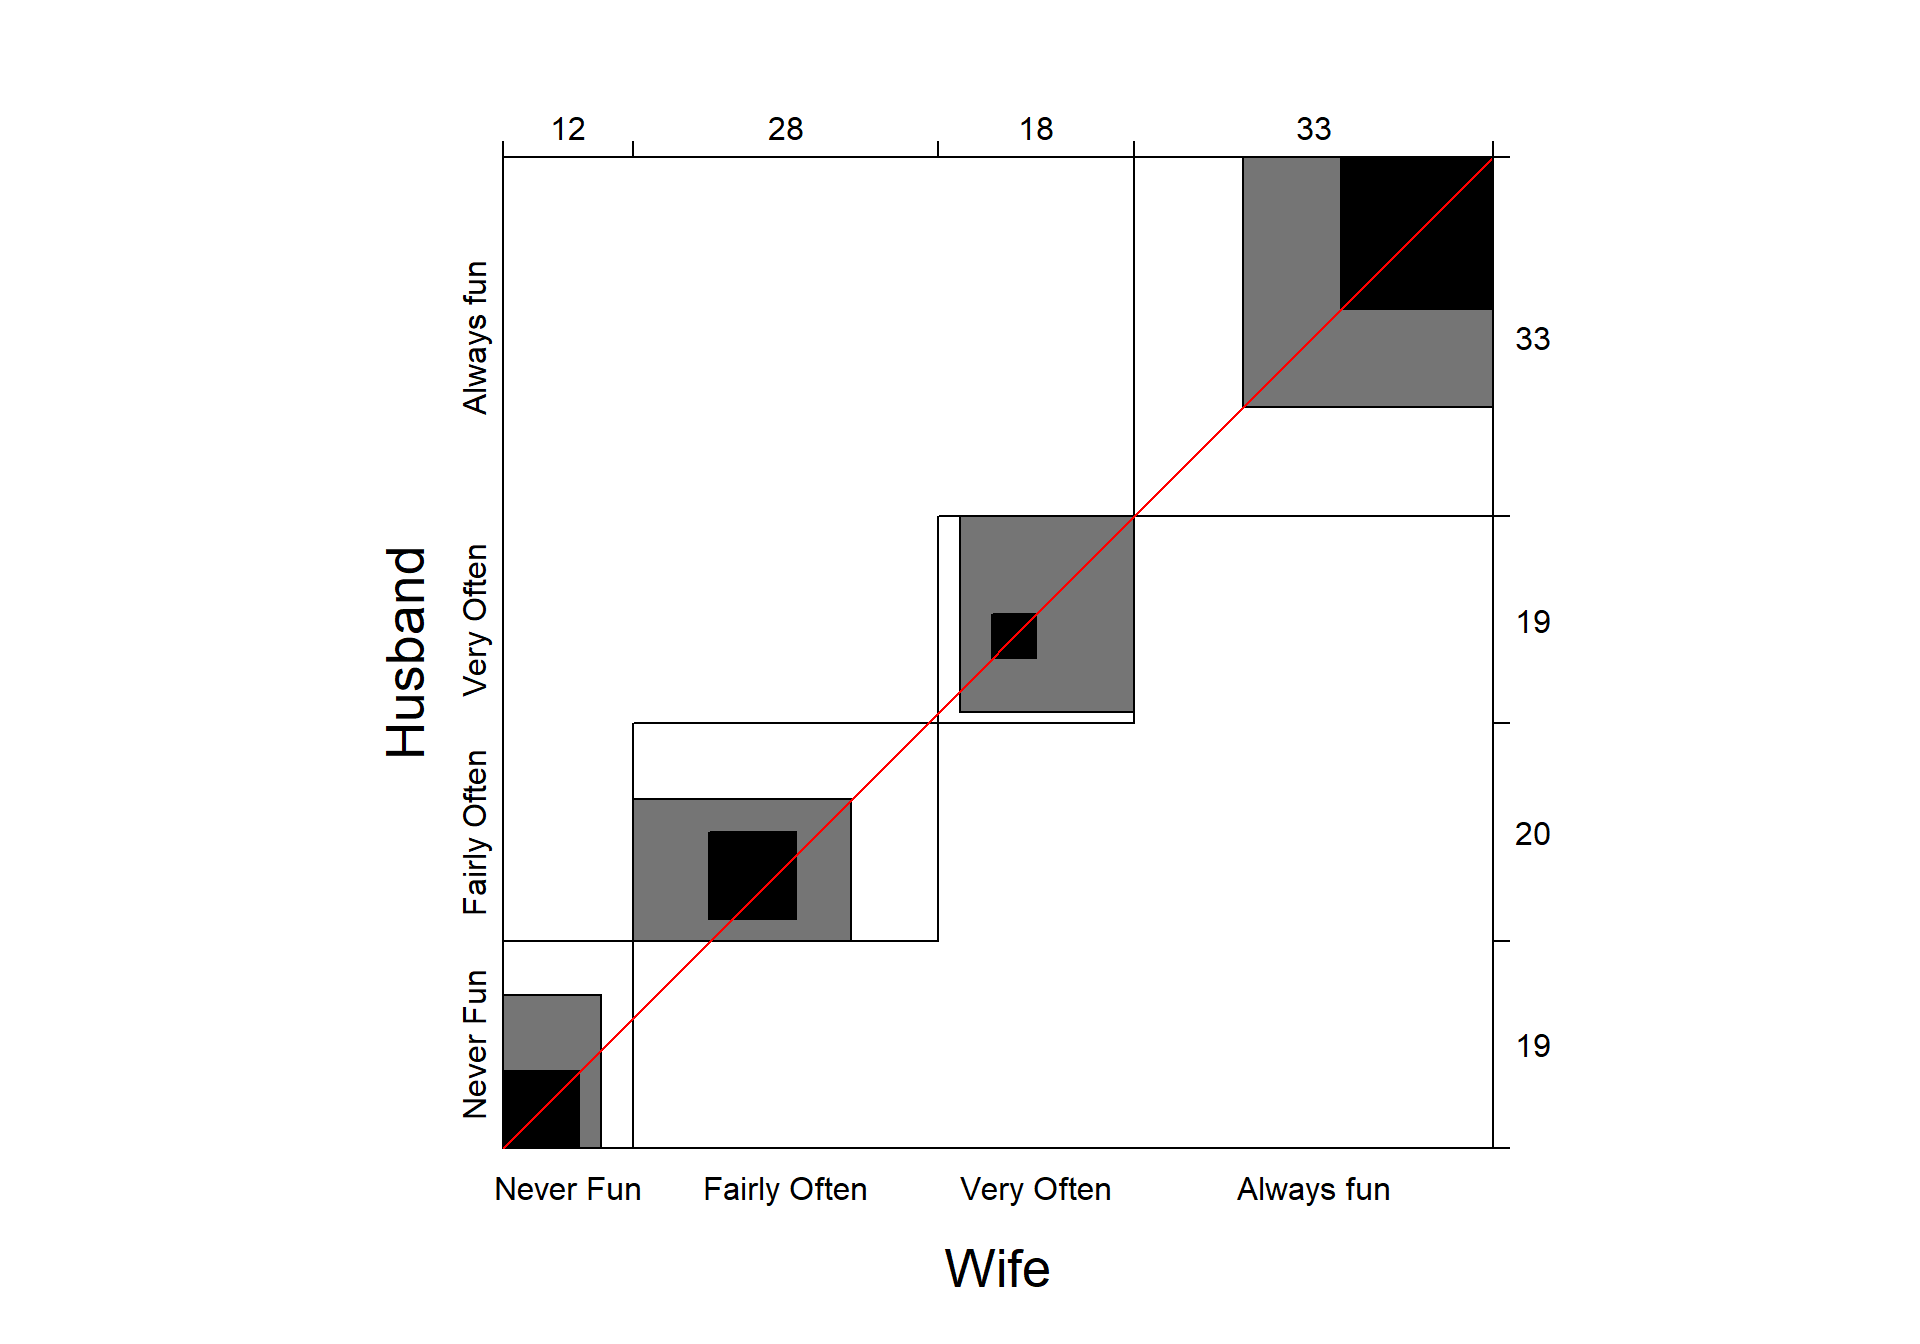 12 28 18 33
Always fun
33
Very Often
19
Husband
Fairly Often
20
Never Fun
19
Never Fun Fairly Often Very Often Always fun
Wife